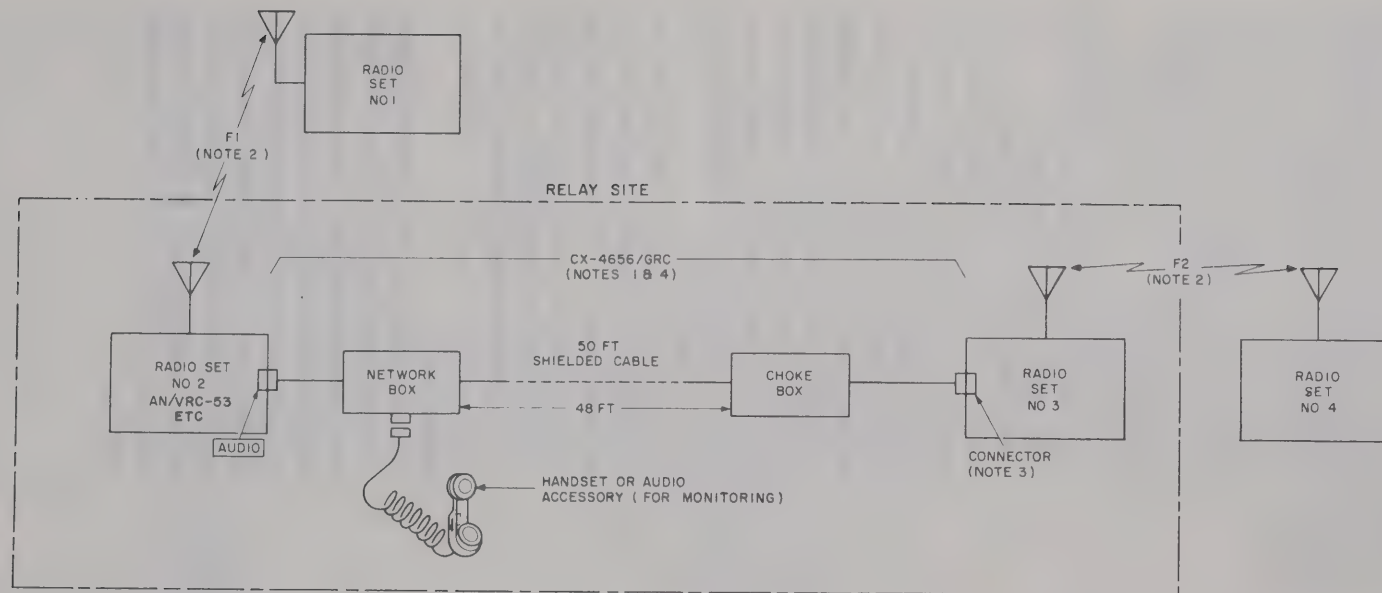 RADIO
SET
NO 1
F1
(NOTE 2)
RELAY SITE
CX-4656/GRC
(NOTES 1 & 4)
F2
(NOTE 2)
RADIO SET
NO 2
AN/VRC-53
ETC
AUDIO
NETWORK
BOX
50 FT
SHIELDED CABLE
48 FT
CHOKE
BOX
RADIO
SET
NO 3
CONNECTOR
(NOTE 3)
RADIO
SET
NO 4
HANDSET OR AUDIO
ACCESSORY (FOR MONITORING)